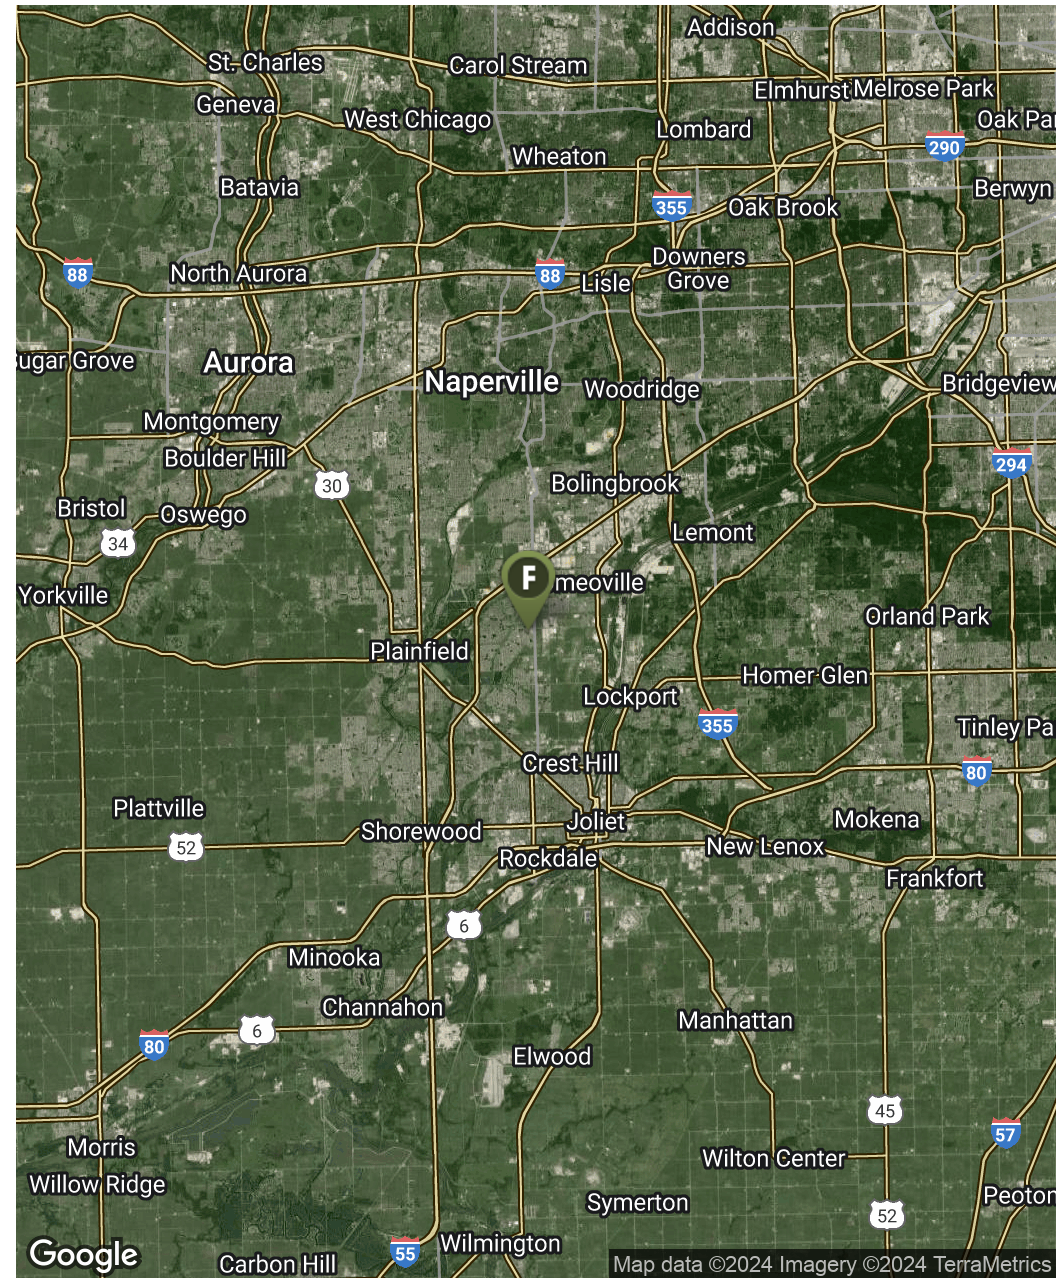 Addison
St. Charles
Carol Stream
Elmhurst
Melrose Park
Geneva
West Chicago
Oak Par
Lombard
290
Wheaton
Batavia
Berwyn
355
Oak Brook
Downers
Grove
88
North Aurora
88
Lisle
Sugar Grove
Aurora
Naperville
Woodridge
Bridgeview
Montgomery
Boulder Hill
294
30
Bolingbrook
Bristol
Oswego
34
Lemont
F
meoville
Yorkville
Orland Park
Plainfield
Homer Glen
Lockport
355
Tinley Pa
Crest Hill
80
Plattville
Shorewood
Joliet
Mokena
52
Rockdale
New Lenox
Frankfort
6
Minooka
Channahon
Manhattan
6
80
Elwood
45
57
Morris
Wilton Center
Willow Ridge
Symerton
Peoton
52
Google
Carbon Hill
55
Wilmington
Map data ©2024 Imagery ©2024 TerraMetrics